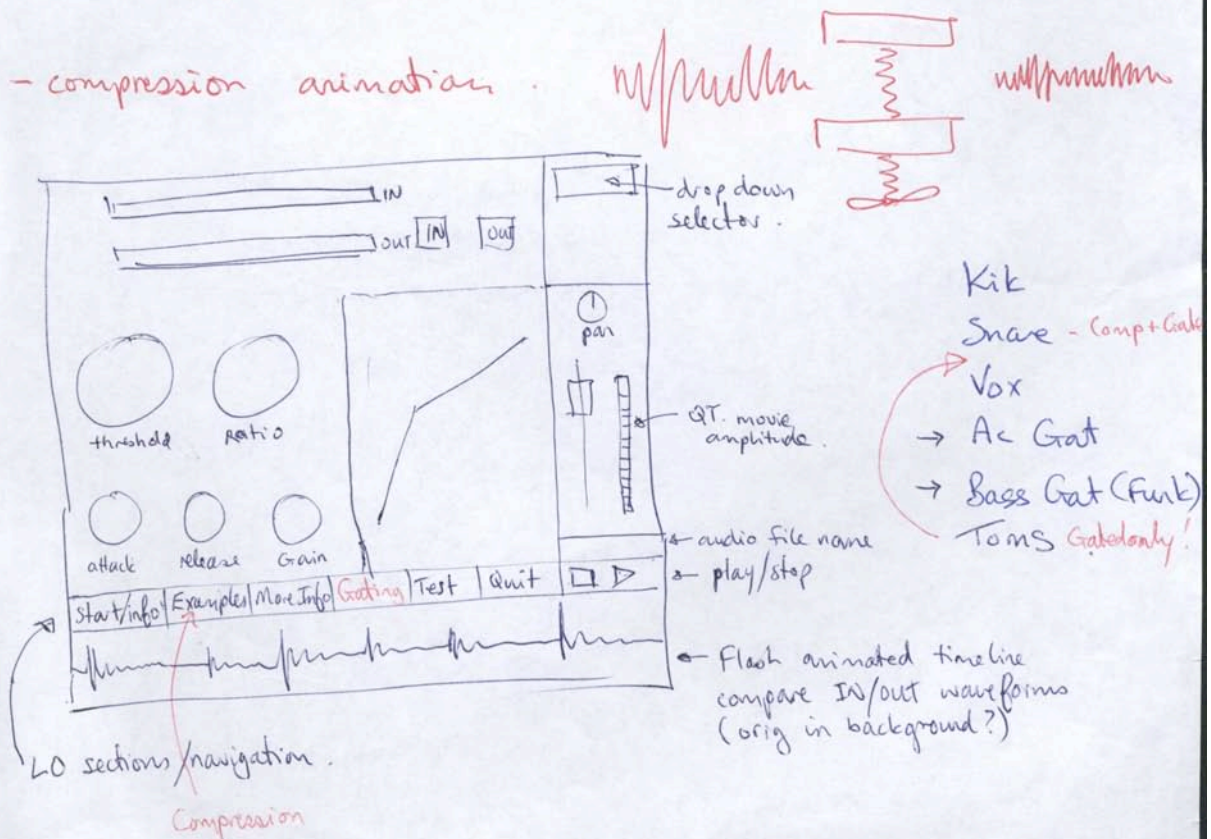 - compression animation.
IN
OUT
IN
OUT
drop down
selector.
threshold
Ratio
attack
release
Gain
pan
QT. movie
amplitude.
audio file name
play/stop
Start/info
Examples
More Info
Gating
Test
Quit
Flash animated timeline
compare IN/OUT waveforms
(orig in background?)
LO sections/navigation.
Compression
Kik
Snare - Comp + Gate
Vox
→ Ac Gat
→ Bass Gat (Funk)
Toms Gated only!